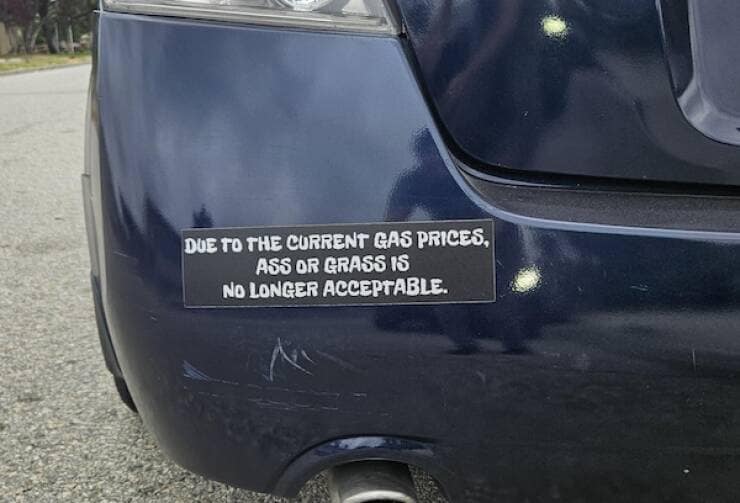 DUE TO THE CURRENT GAS PRICES,
ASS OR GRASS IS
NO LONGER ACCEPTABLE.